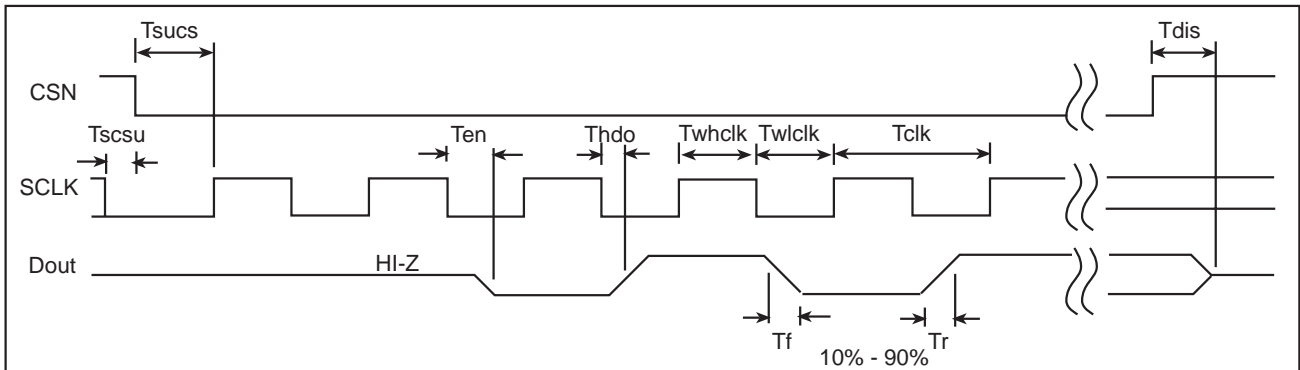 Tsucs
Tdis
CSN
Tscsu
Ten
Thdo
Twhclk
Twlclk
Tclk
SCLK
Dout
HI-Z
Tf
Tr
10% - 90%